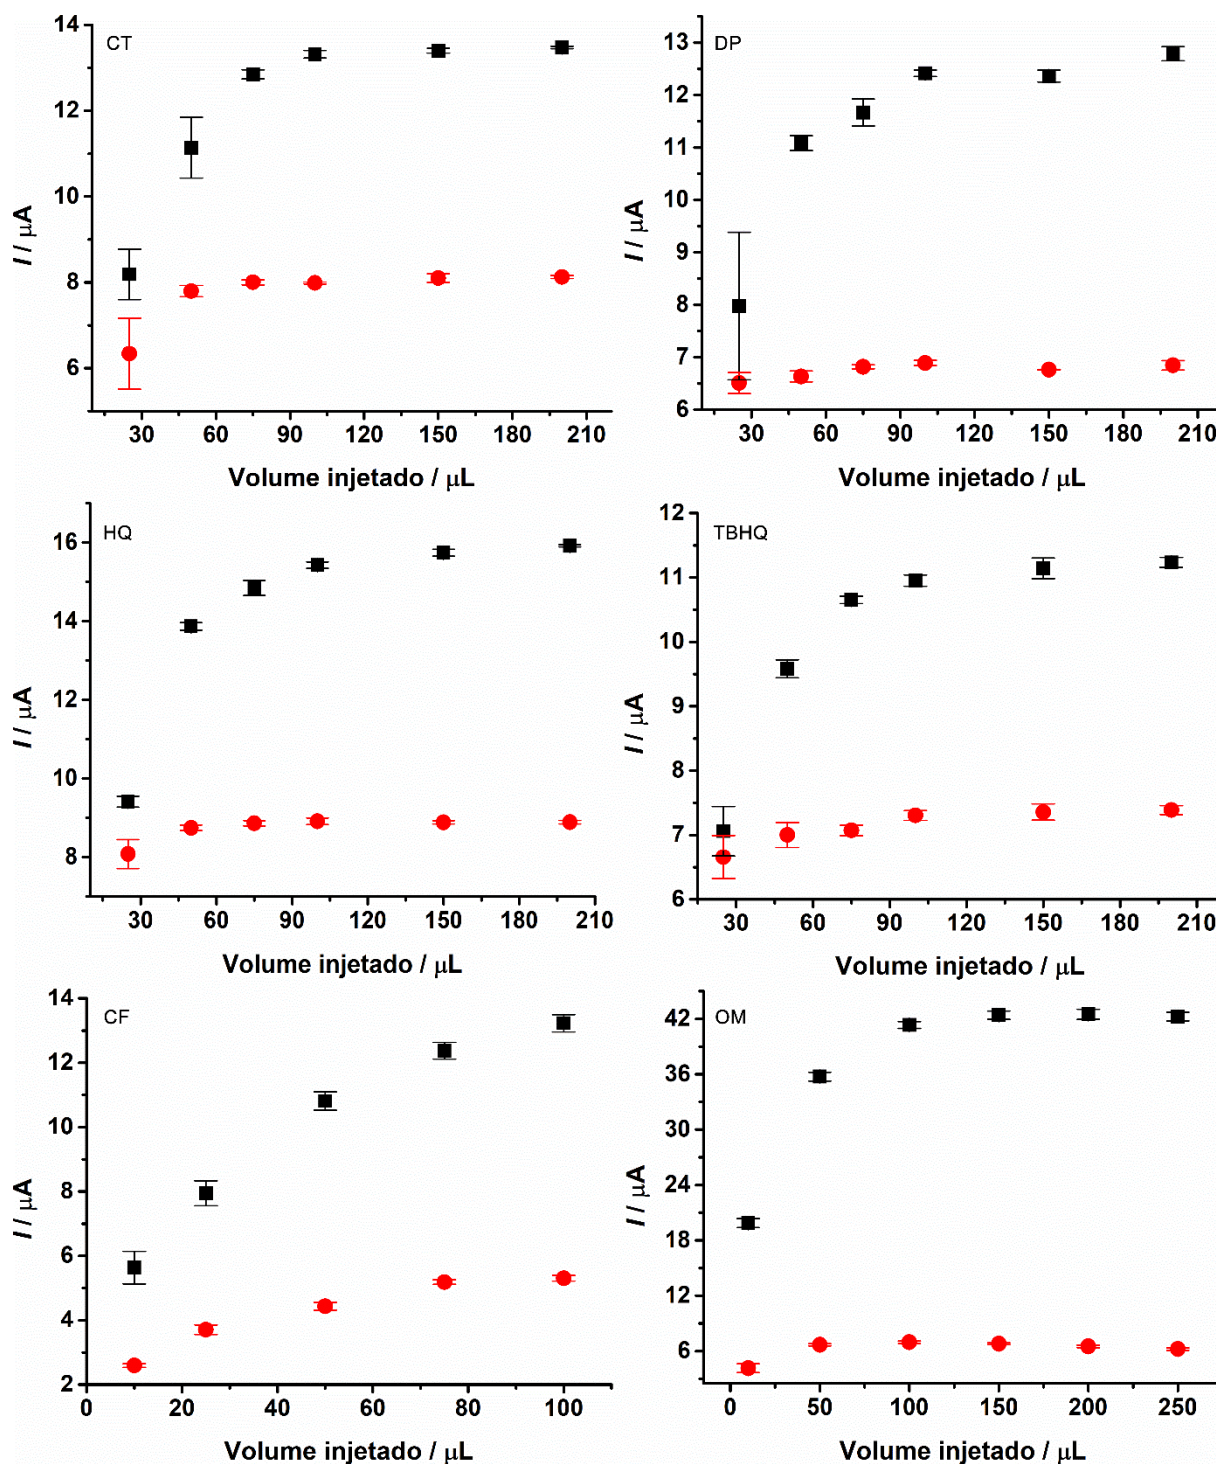 CT
14
12
10
8
6
I / μA
30 60 90 120 150 180 210
Volume injetado / μL
DP
13
12
11
10
9
8
7
6
I / μA
30 60 90 120 150 180 210
Volume injetado / μL
HQ
16
14
12
10
8
I / μA
30 60 90 120 150 180 210
Volume injetado / μL
TBHQ
12
11
10
9
8
7
6
I / μA
30 60 90 120 150 180 210
Volume injetado / μL
CF
14
12
10
8
6
4
2
I / μA
0 20 40 60 80 100
Volume injetado / μL
OM
42
36
30
24
18
12
6
I / μA
0 50 100 150 200 250
Volume injetado / μL